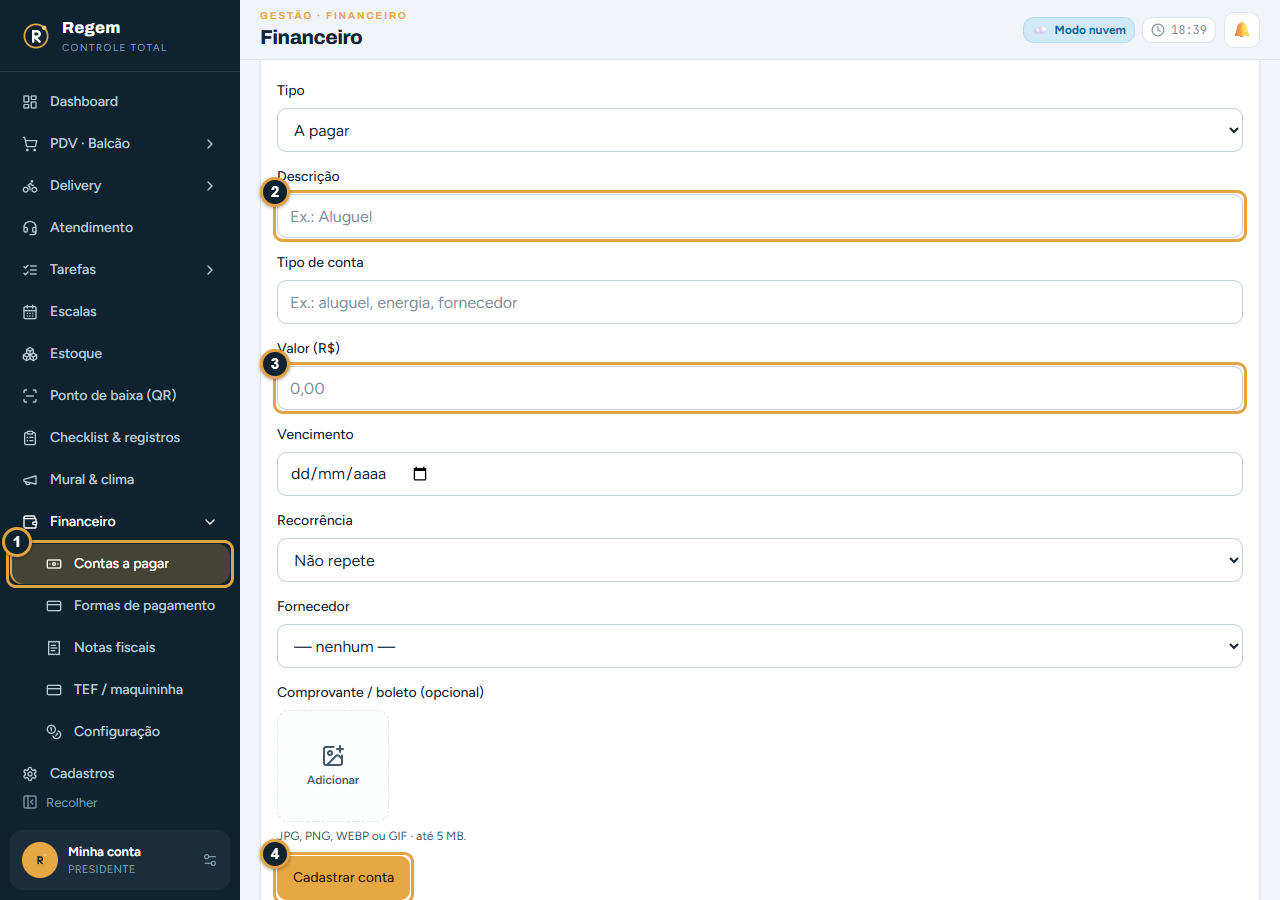 Regem
CONTROLE TOTAL
Dashboard
PDV · Balcão
Delivery
Atendimento
Tarefas
Escalas
Estoque
Ponto de baixa (QR)
Checklist & registros
Mural & clima
Financeiro
1
Contas a pagar
Formas de pagamento
Notas fiscais
TEF / maquininha
Configuração
Cadastros
Recolher
R
Minha conta
PRESIDENTE
GESTÃO · FINANCEIRO
Financeiro
Modo nuvem
18:39
Tipo
A pagar
Descrição
2
Ex.: Aluguel
Tipo de conta
Ex.: aluguel, energia, fornecedor
Valor (R$)
3
0,00
Vencimento
dd/mm/aaaa
Recorrência
Não repete
Fornecedor
— nenhum —
Comprovante / boleto (opcional)
Adicionar
JPG, PNG, WEBP ou GIF · até 5 MB.
4
Cadastrar conta